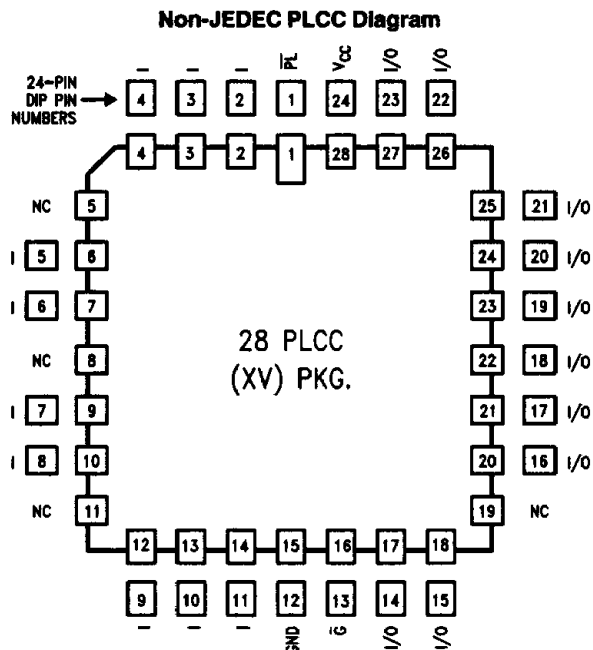 Non-JEDEC PLCC Diagram
I I I P̅L̅ VCC I/O I/O
24-PIN
DIP PIN
NUMBERS
4 3 2 1 24 23 22
4 3 2 1 28 27 26
NC 5 25 21 I/O
I 5 6 24 20 I/O
I 6 7 23 19 I/O
NC 8 22 18 I/O
I 7 9 21 17 I/O
I 8 10 20 16 I/O
NC 11 19 NC
28 PLCC
(XV) PKG.
12 13 14 15 16 17 18
9 10 11 12 13 14 15
I I I GND G̅ I/O I/O